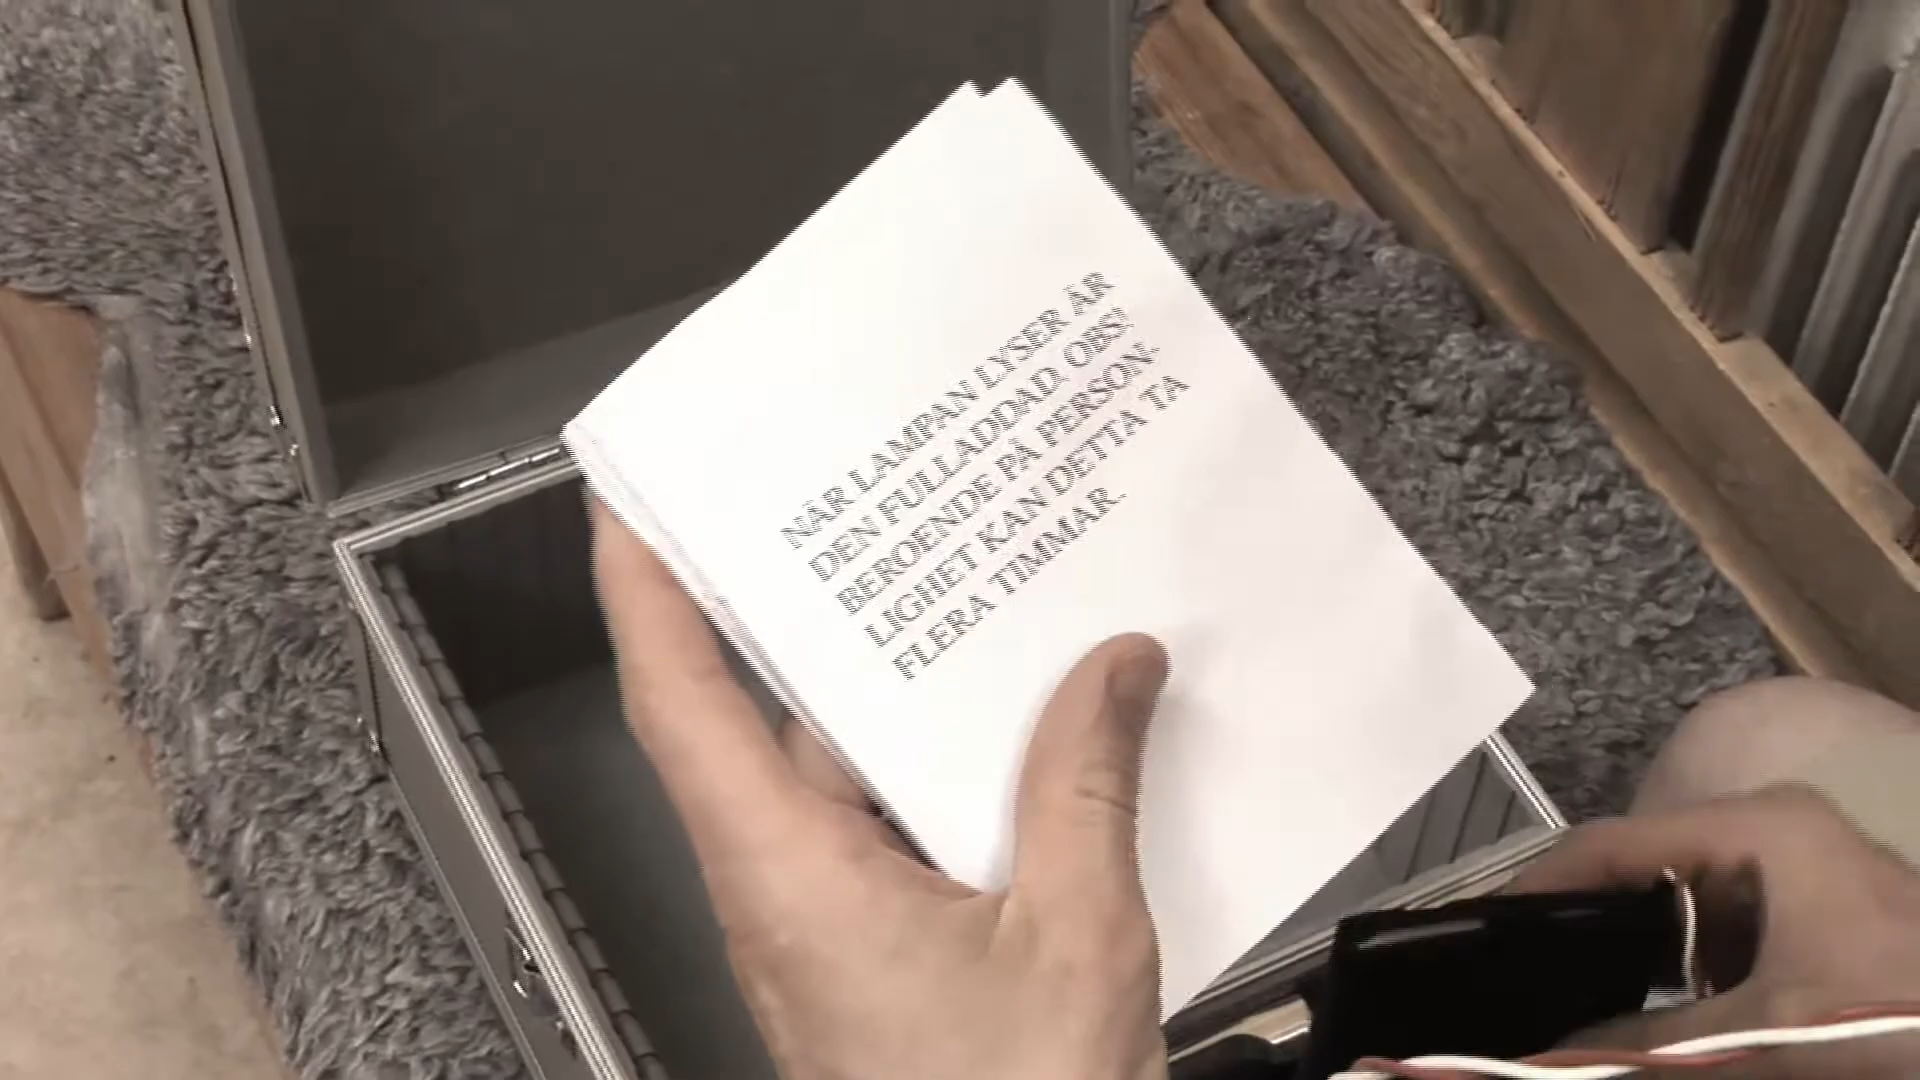 NÄR LAMPAN LYSER ÄR
DEN FULLADDAD. OBS!
BEROENDE PÅ PERSON-
LIGHET KAN DETTA TA
FLERA TIMMAR.